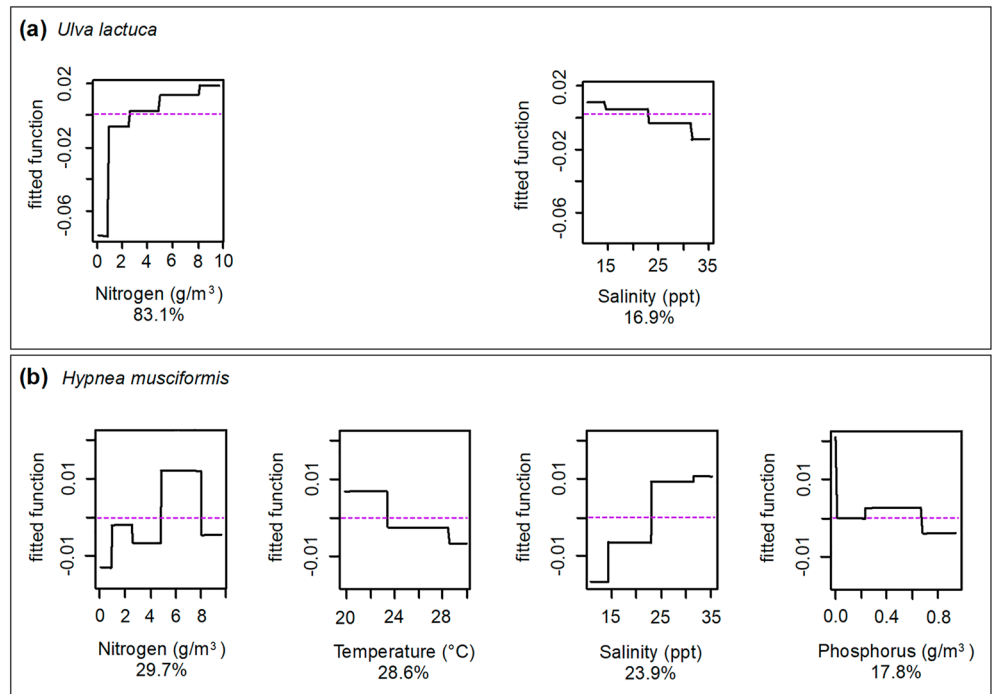 (a) Ulva lactuca
fitted function
0.02
-0.02
-0.06
0 2 4 6 8 10
Nitrogen (g/m³)
83.1%
fitted function
0.02
-0.02
-0.06
15 25 35
Salinity (ppt)
16.9%
(b) Hypnea musciformis
fitted function
0.01
-0.01
0 2 4 6 8
Nitrogen (g/m³)
29.7%
fitted function
0.01
-0.01
20 24 28
Temperature (°C)
28.6%
fitted function
0.01
-0.01
15 25 35
Salinity (ppt)
23.9%
fitted function
0.01
-0.01
0.0 0.4 0.8
Phosphorus (g/m³)
17.8%